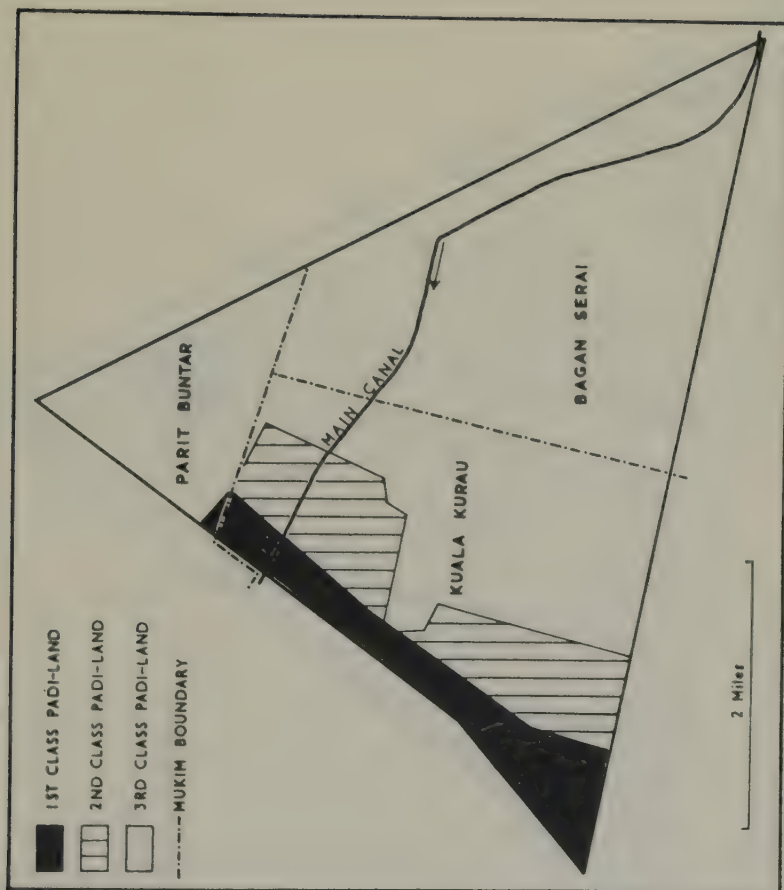 1ST CLASS PADI-LAND
2ND CLASS PADI-LAND
3RD CLASS PADI-LAND
MUKIM BOUNDARY
PARIT BUNTAR
MAIN CANAL
KUALA KURAU
BAGAN SERAI
2 Miles